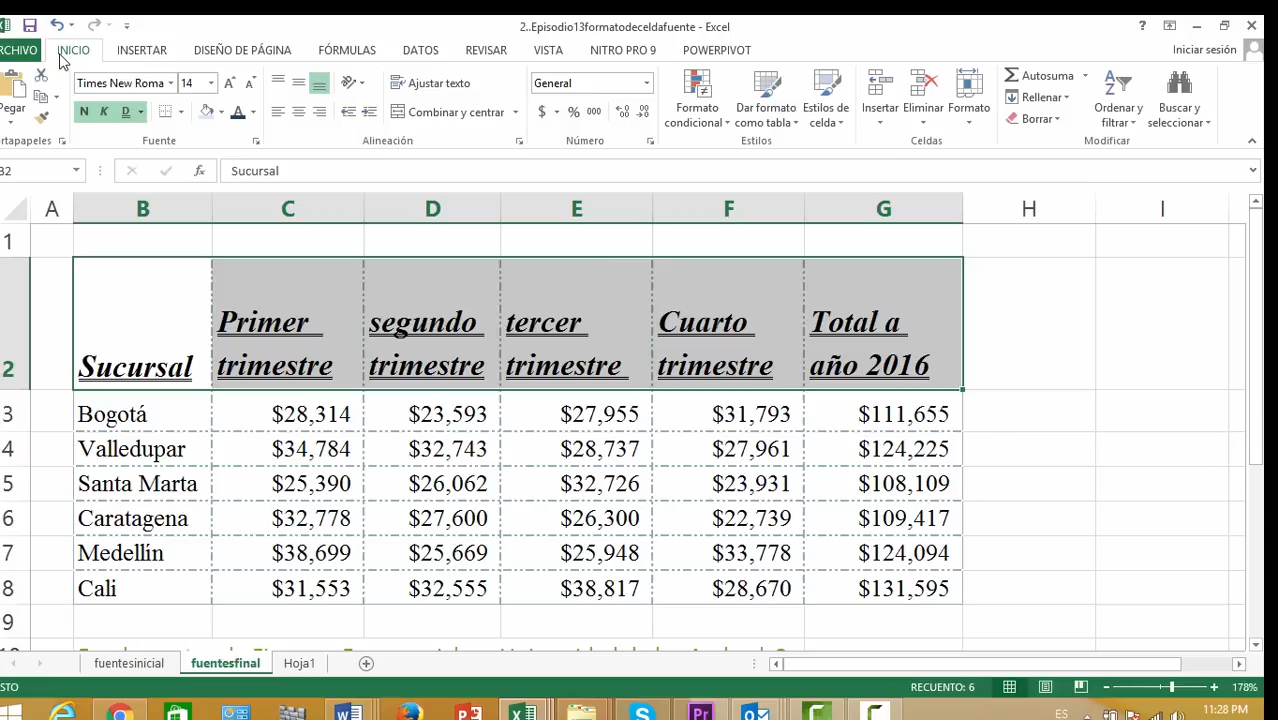 2..Episodio13formatodeceldafuente - Excel
? 
RCHIVO INICIO INSERTAR DISEÑO DE PÁGINA FÓRMULAS DATOS REVISAR VISTA NITRO PRO 9 POWERPIVOT Iniciar sesión
Times New Roma 14 Ajustar texto General Autosuma
Pegar Formato Dar formato Estilos de Insertar Eliminar Formato Rellenar Ordenar y Buscar y
N K D A Combinar y centrar $ % 000 condicional como tabla celda Borrar filtrar seleccionar
rtapapeles Fuente Alineación Número Estilos Celdas Modificar
B2 fx Sucursal
A B C D E F G H I
1
2 Sucursal Primer trimestre segundo trimestre tercer trimestre Cuarto trimestre Total a año 2016
3 Bogotá $28,314 $23,593 $27,955 $31,793 $111,655
4 Valledupar $34,784 $32,743 $28,737 $27,961 $124,225
5 Santa Marta $25,390 $26,062 $32,726 $23,931 $108,109
6 Caratagena $32,778 $27,600 $26,300 $22,739 $109,417
7 Medellín $38,699 $25,669 $25,948 $33,778 $124,094
8 Cali $31,553 $32,555 $38,817 $28,670 $131,595
9
fuentesinicial fuentesfinal Hoja1
STO RECUENTO: 6 178%
ES 11:28 PM